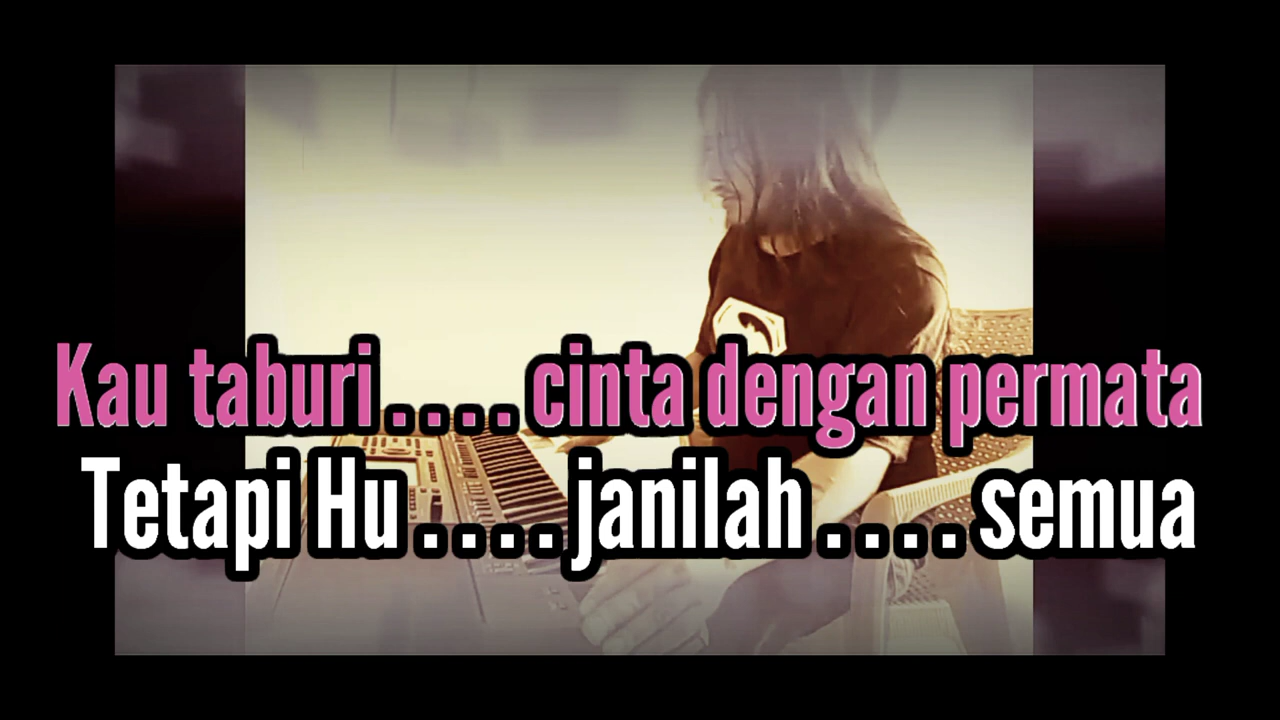 Kau taburi . . . . cinta dengan permata
Tetapi Hu . . . . janilah . . . . semua